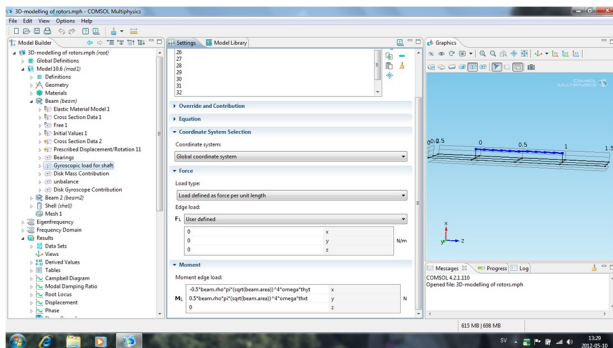 3D-modelling of rotors.mph - COMSOL Multiphysics
File Edit View Options Help
Model Builder
3D-modelling of rotors.mph (root)
Global Definitions
Model 10.6 (mod1)
Definitions
Geometry
Materials
Beam (beam)
Elastic Material Model 1
Cross Section Data 1
Free 1
Initial Values 1
Cross Section Data 2
Prescribed Displacement/Rotation 11
Bearings
Gyroscopic load for shaft
Disk Mass Contribution
unbalance
Disk Gyroscope Contribution
Beam 2 (beam2)
Shell (shell)
Mesh 1
Eigenfrequency
Frequency Domain
Results
Data Sets
Views
Derived Values
Tables
Campbell Diagram
Modal Damping Ratio
Root Locus
Displacement
Phase
Settings Model Library
26
27
28
29
30
31
32
Override and Contribution
Equation
Coordinate System Selection
Coordinate system:
Global coordinate system
Force
Load type:
Load defined as force per unit length
Edge load:
FL User defined
0 x
0 y N/m
0 z
Moment
Moment edge load:
-0.5*beam.rho*pi*(sqrt(beam.area))^4*omega*thyt x
ML 0.5*beam.rho*pi*(sqrt(beam.area))^4*omega*thxt y N
0 z
Graphics
COMSOL
MULTIPHYSICS
0 0.5 1 1.5
x
y z
Messages Progress Log
COMSOL 4.2.1.110
Opened file: 3D-modelling of rotors.mph
615 MB | 698 MB
SV
13:29
2012-05-10